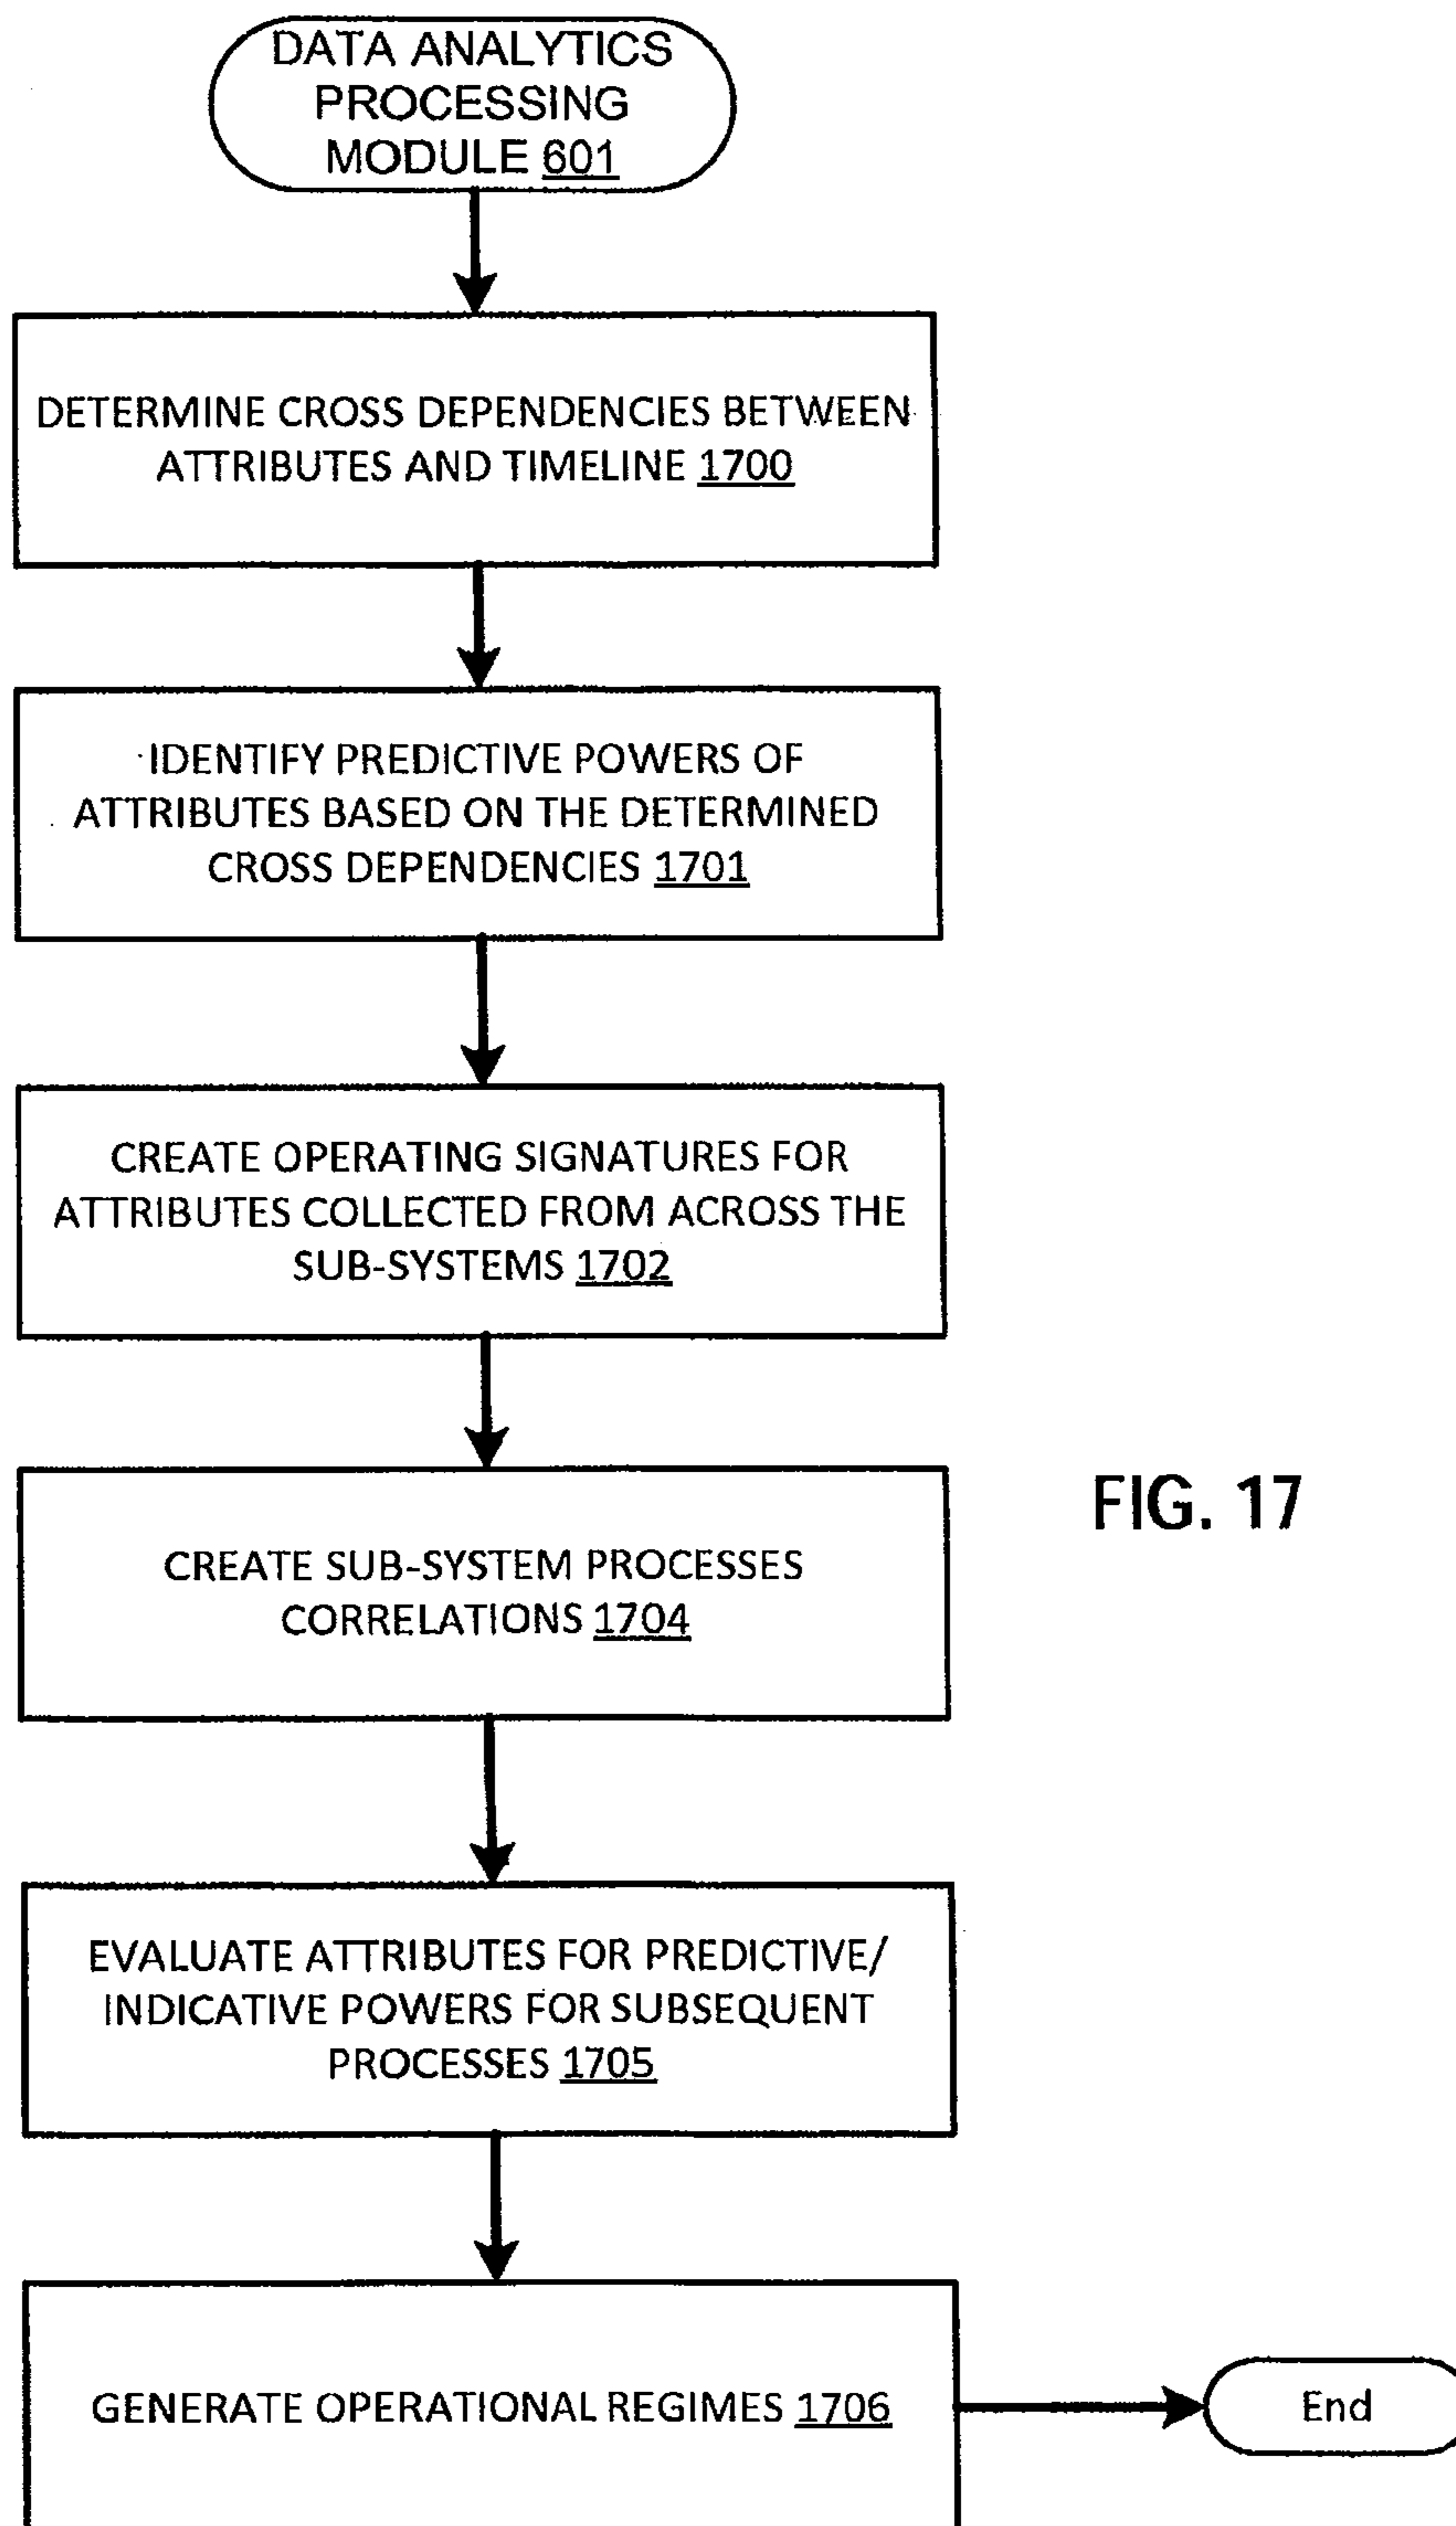 DATA ANALYTICS
PROCESSING
MODULE 601
DETERMINE CROSS DEPENDENCIES BETWEEN
ATTRIBUTES AND TIMELINE 1700
IDENTIFY PREDICTIVE POWERS OF
ATTRIBUTES BASED ON THE DETERMINED
CROSS DEPENDENCIES 1701
CREATE OPERATING SIGNATURES FOR
ATTRIBUTES COLLECTED FROM ACROSS THE
SUB-SYSTEMS 1702
CREATE SUB-SYSTEM PROCESSES
CORRELATIONS 1704
FIG. 17
EVALUATE ATTRIBUTES FOR PREDICTIVE/
INDICATIVE POWERS FOR SUBSEQUENT
PROCESSES 1705
GENERATE OPERATIONAL REGIMES 1706
End